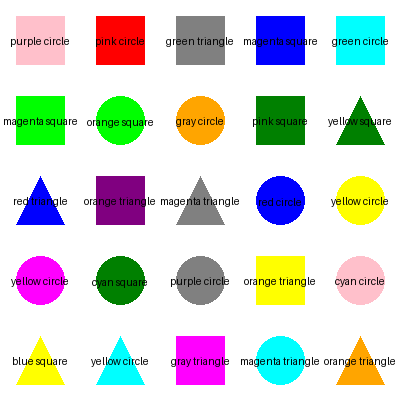 purple circle
pink circle
green triangle
magenta square
green circle
magenta square
orange square
gray circle
pink square
yellow square
red triangle
orange triangle
magenta triangle
red circle
yellow circle
yellow circle
cyan square
purple circle
orange triangle
cyan circle
blue square
yellow circle
gray triangle
magenta triangle
orange triangle